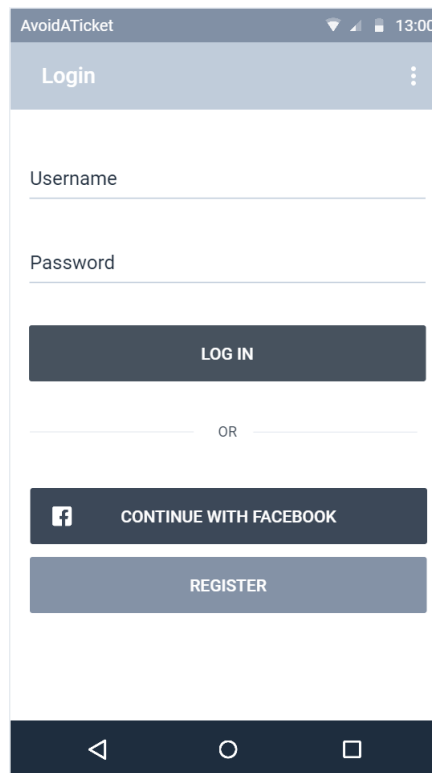 AvoidATicket 13:00
Login
Username
Password
LOG IN
OR
CONTINUE WITH FACEBOOK
REGISTER